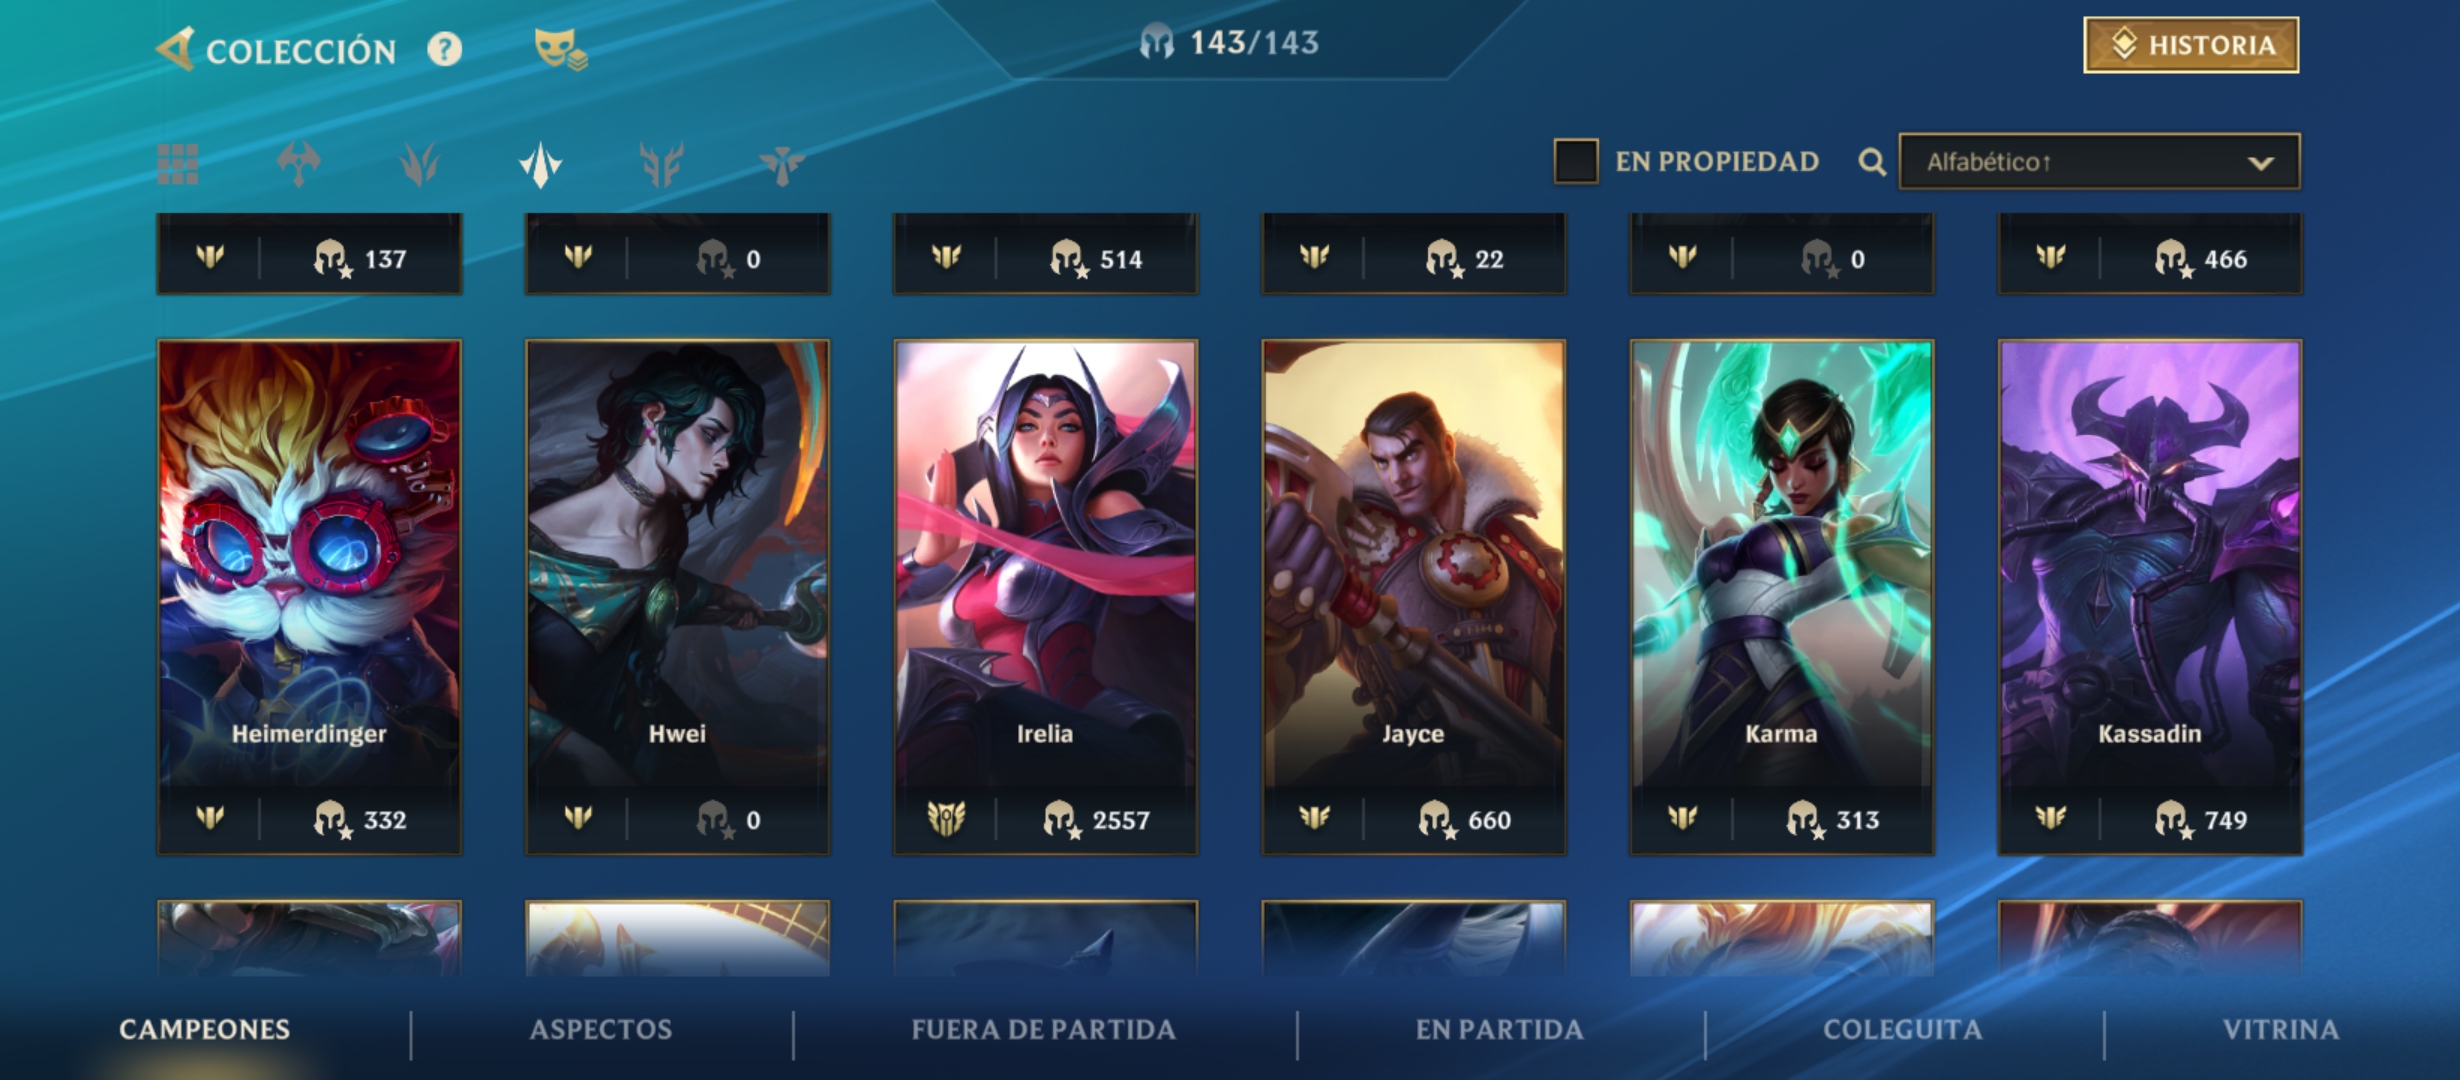 COLECCIÓN ?
143/143
HISTORIA
EN PROPIEDAD
Alfabético↑
137
0
514
22
0
466
Heimerdinger
Hwei
Irelia
Jayce
Karma
Kassadin
332
0
2557
660
313
749
CAMPEONES
ASPECTOS
FUERA DE PARTIDA
EN PARTIDA
COLEGUITA
VITRINA